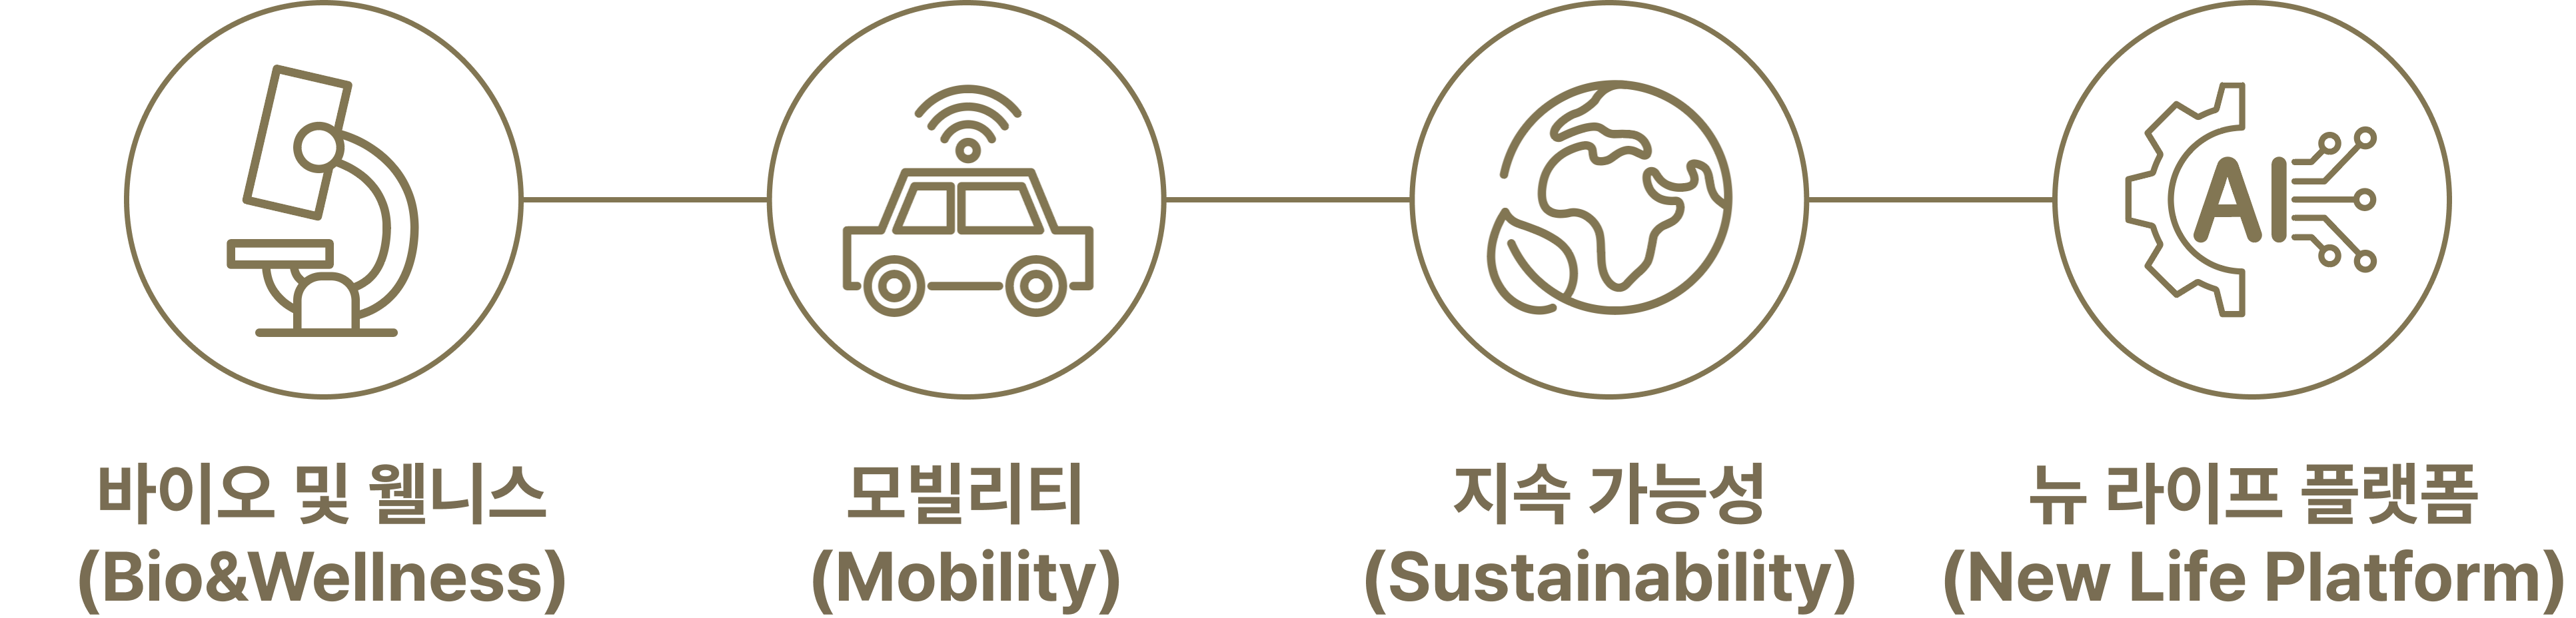 AI
바이오 및 웰니스
(Bio&Wellness)
모빌리티
(Mobility)
지속 가능성
(Sustainability)
뉴 라이프 플랫폼
(New Life Platform)